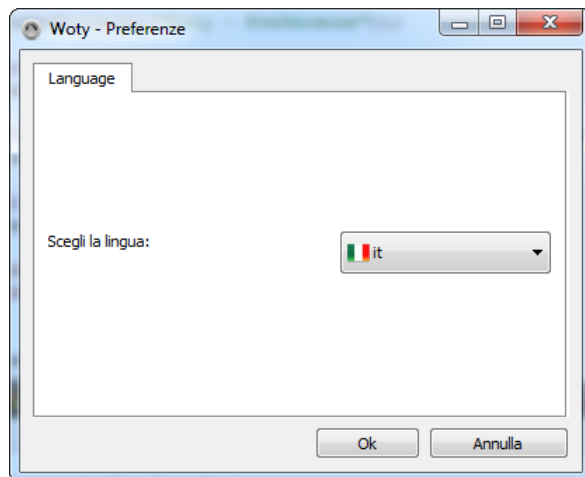 Woty - Preferenze
Language
Scegli la lingua:
it
Ok
Annulla